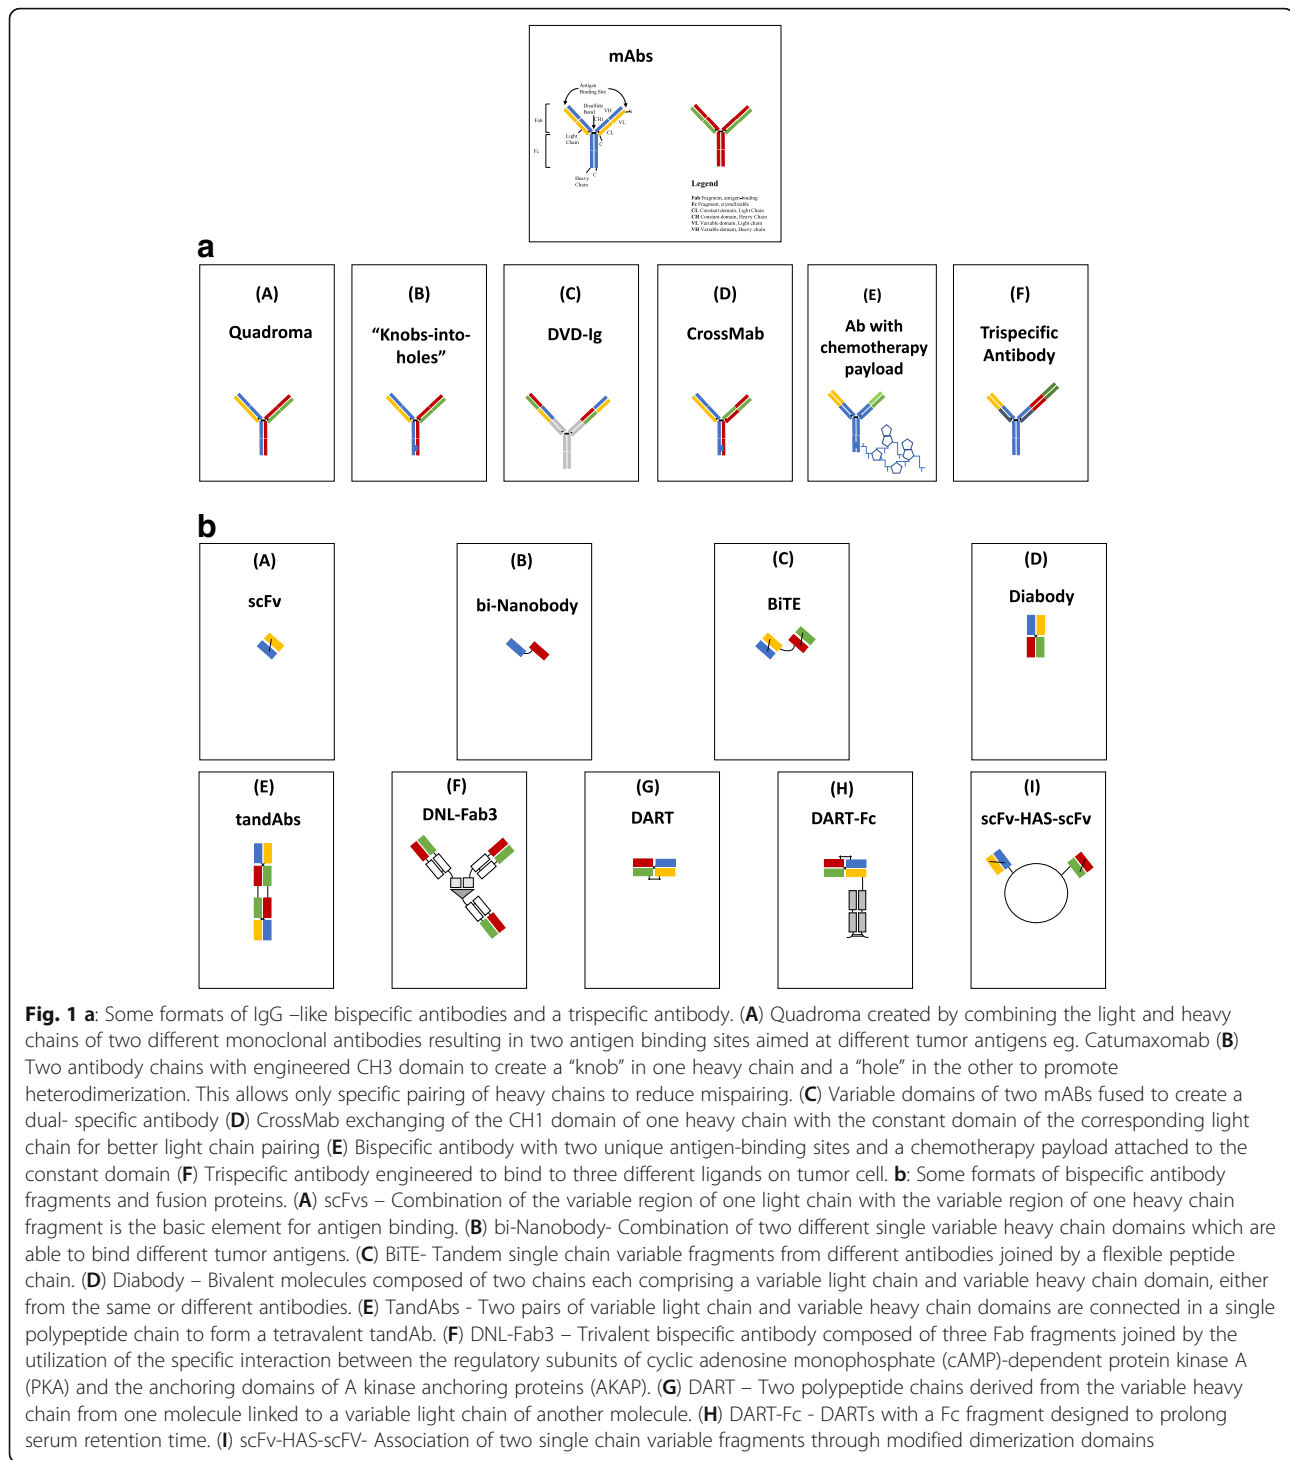 mAbs
Antigen
Binding Site
Disulfide
Bond
VH
N
CH1
VL
Fab
CL
Light
Chain
C
Fc
C
Heavy
Chain
Legend
Fab Fragment, antigen-binding
Fc Fragment, crystallizable
CL Constant domain, Light Chain
CH Constant domain, Heavy Chain
VL Variable domain, Light chain
VH Variable domain, Heavy chain
a
(A)
Quadroma
(B)
“Knobs-into-
holes”
(C)
DVD-Ig
(D)
CrossMab
(E)
Ab with
chemotherapy
payload
(F)
Trispecific
Antibody
b
(A)
scFv
(B)
bi-Nanobody
(C)
BiTE
(D)
Diabody
(E)
tandAbs
(F)
DNL-Fab3
(G)
DART
(H)
DART-Fc
(I)
scFv-HAS-scFv
Fig. 1 a: Some formats of IgG –like bispecific antibodies and a trispecific antibody. (A) Quadroma created by combining the light and heavy
chains of two different monoclonal antibodies resulting in two antigen binding sites aimed at different tumor antigens eg. Catumaxomab (B)
Two antibody chains with engineered CH3 domain to create a “knob” in one heavy chain and a “hole” in the other to promote
heterodimerization. This allows only specific pairing of heavy chains to reduce mispairing. (C) Variable domains of two mABs fused to create a
dual- specific antibody (D) CrossMab exchanging of the CH1 domain of one heavy chain with the constant domain of the corresponding light
chain for better light chain pairing (E) Bispecific antibody with two unique antigen-binding sites and a chemotherapy payload attached to the
constant domain (F) Trispecific antibody engineered to bind to three different ligands on tumor cell. b: Some formats of bispecific antibody
fragments and fusion proteins. (A) scFvs – Combination of the variable region of one light chain with the variable region of one heavy chain
fragment is the basic element for antigen binding. (B) bi-Nanobody- Combination of two different single variable heavy chain domains which are
able to bind different tumor antigens. (C) BiTE- Tandem single chain variable fragments from different antibodies joined by a flexible peptide
chain. (D) Diabody – Bivalent molecules composed of two chains each comprising a variable light chain and variable heavy chain domain, either
from the same or different antibodies. (E) TandAbs - Two pairs of variable light chain and variable heavy chain domains are connected in a single
polypeptide chain to form a tetravalent tandAb. (F) DNL-Fab3 – Trivalent bispecific antibody composed of three Fab fragments joined by the
utilization of the specific interaction between the regulatory subunits of cyclic adenosine monophosphate (cAMP)-dependent protein kinase A
(PKA) and the anchoring domains of A kinase anchoring proteins (AKAP). (G) DART – Two polypeptide chains derived from the variable heavy
chain from one molecule linked to a variable light chain of another molecule. (H) DART-Fc - DARTs with a Fc fragment designed to prolong
serum retention time. (I) scFv-HAS-scFV- Association of two single chain variable fragments through modified dimerization domains